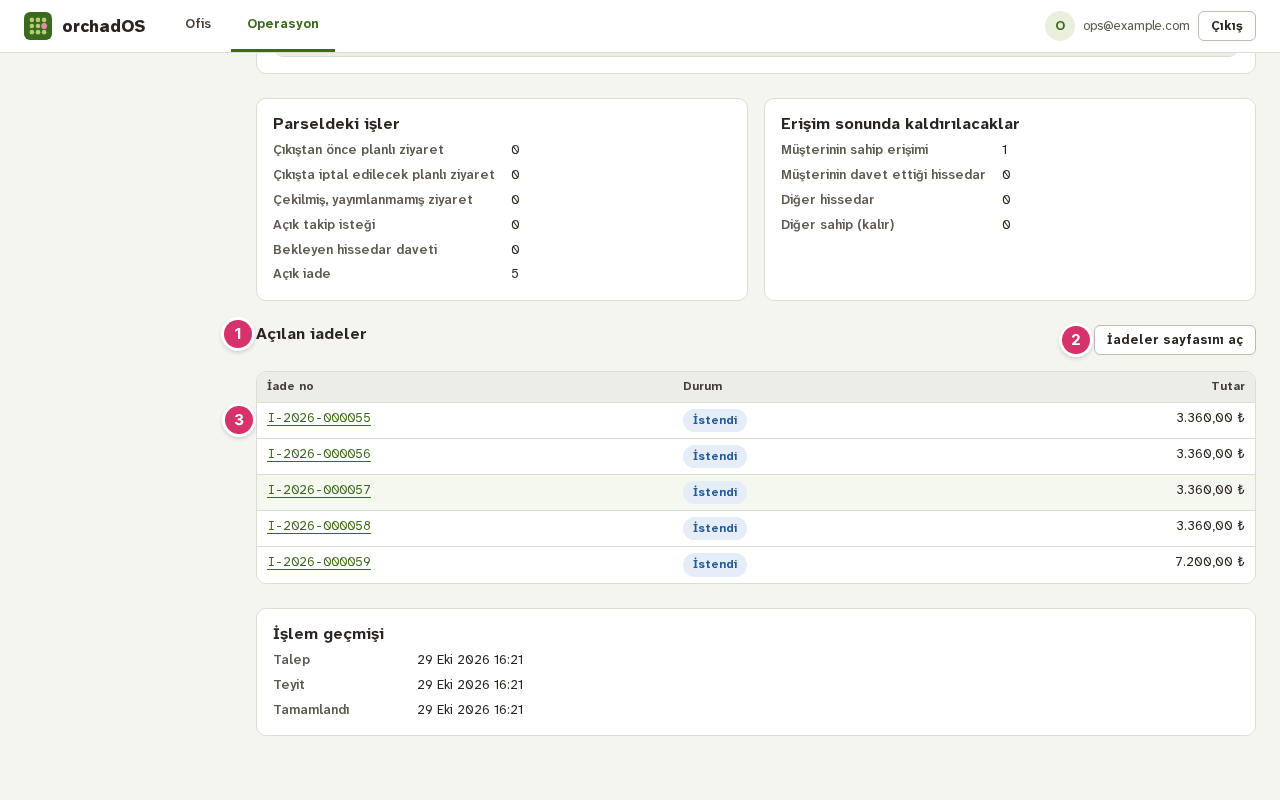 orchadOS
Ofis
Operasyon
O
ops@example.com
Çıkış
Parseldeki işler
Çıkıştan önce planlı ziyaret 0
Çıkışta iptal edilecek planlı ziyaret 0
Çekilmiş, yayımlanmamış ziyaret 0
Açık takip isteği 0
Bekleyen hissedar daveti 0
Açık iade 5
Erişim sonunda kaldırılacaklar
Müşterinin sahip erişimi 1
Müşterinin davet ettiği hissedar 0
Diğer hissedar 0
Diğer sahip (kalır) 0
1 Açılan iadeler
2 İadeler sayfasını aç
İade no Durum Tutar
3 I-2026-000055 İstendi 3.360,00 ₺
I-2026-000056 İstendi 3.360,00 ₺
I-2026-000057 İstendi 3.360,00 ₺
I-2026-000058 İstendi 3.360,00 ₺
I-2026-000059 İstendi 7.200,00 ₺
İşlem geçmişi
Talep 29 Eki 2026 16:21
Teyit 29 Eki 2026 16:21
Tamamlandı 29 Eki 2026 16:21